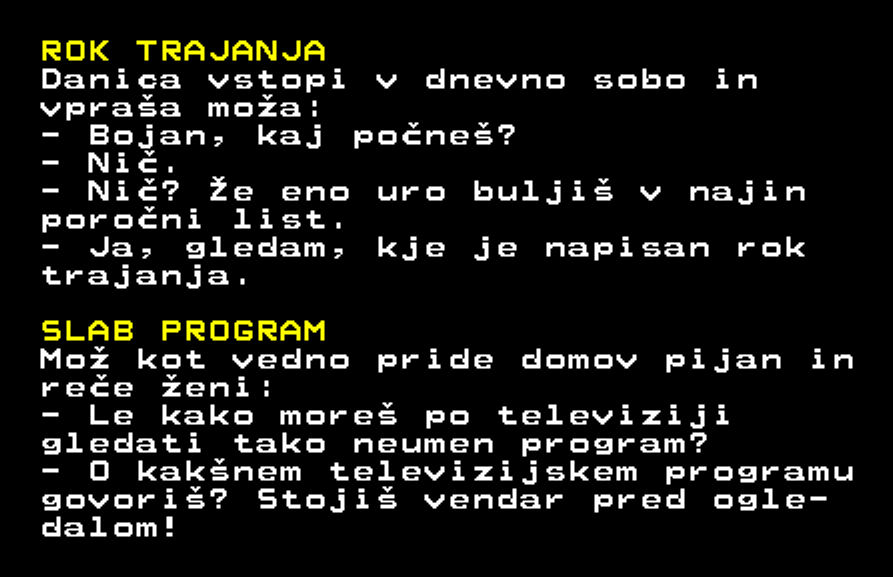 ROK TRAJANJA
Danica vstopi v dnevno sobo in
vpraša moža:
- Bojan, kaj počneš?
- Nič.
- Nič? Že eno uro buljiš v najin
poročni list.
- Ja, gledam, kje je napisan rok
trajanja.
SLAB PROGRAM
Mož kot vedno pride domov pijan in
reče ženi:
- Le kako moreš po televiziji
gledati tako neumen program?
- O kakšnem televizijskem programu
govoriš? Stojiš vendar pred ogle-
dalom!